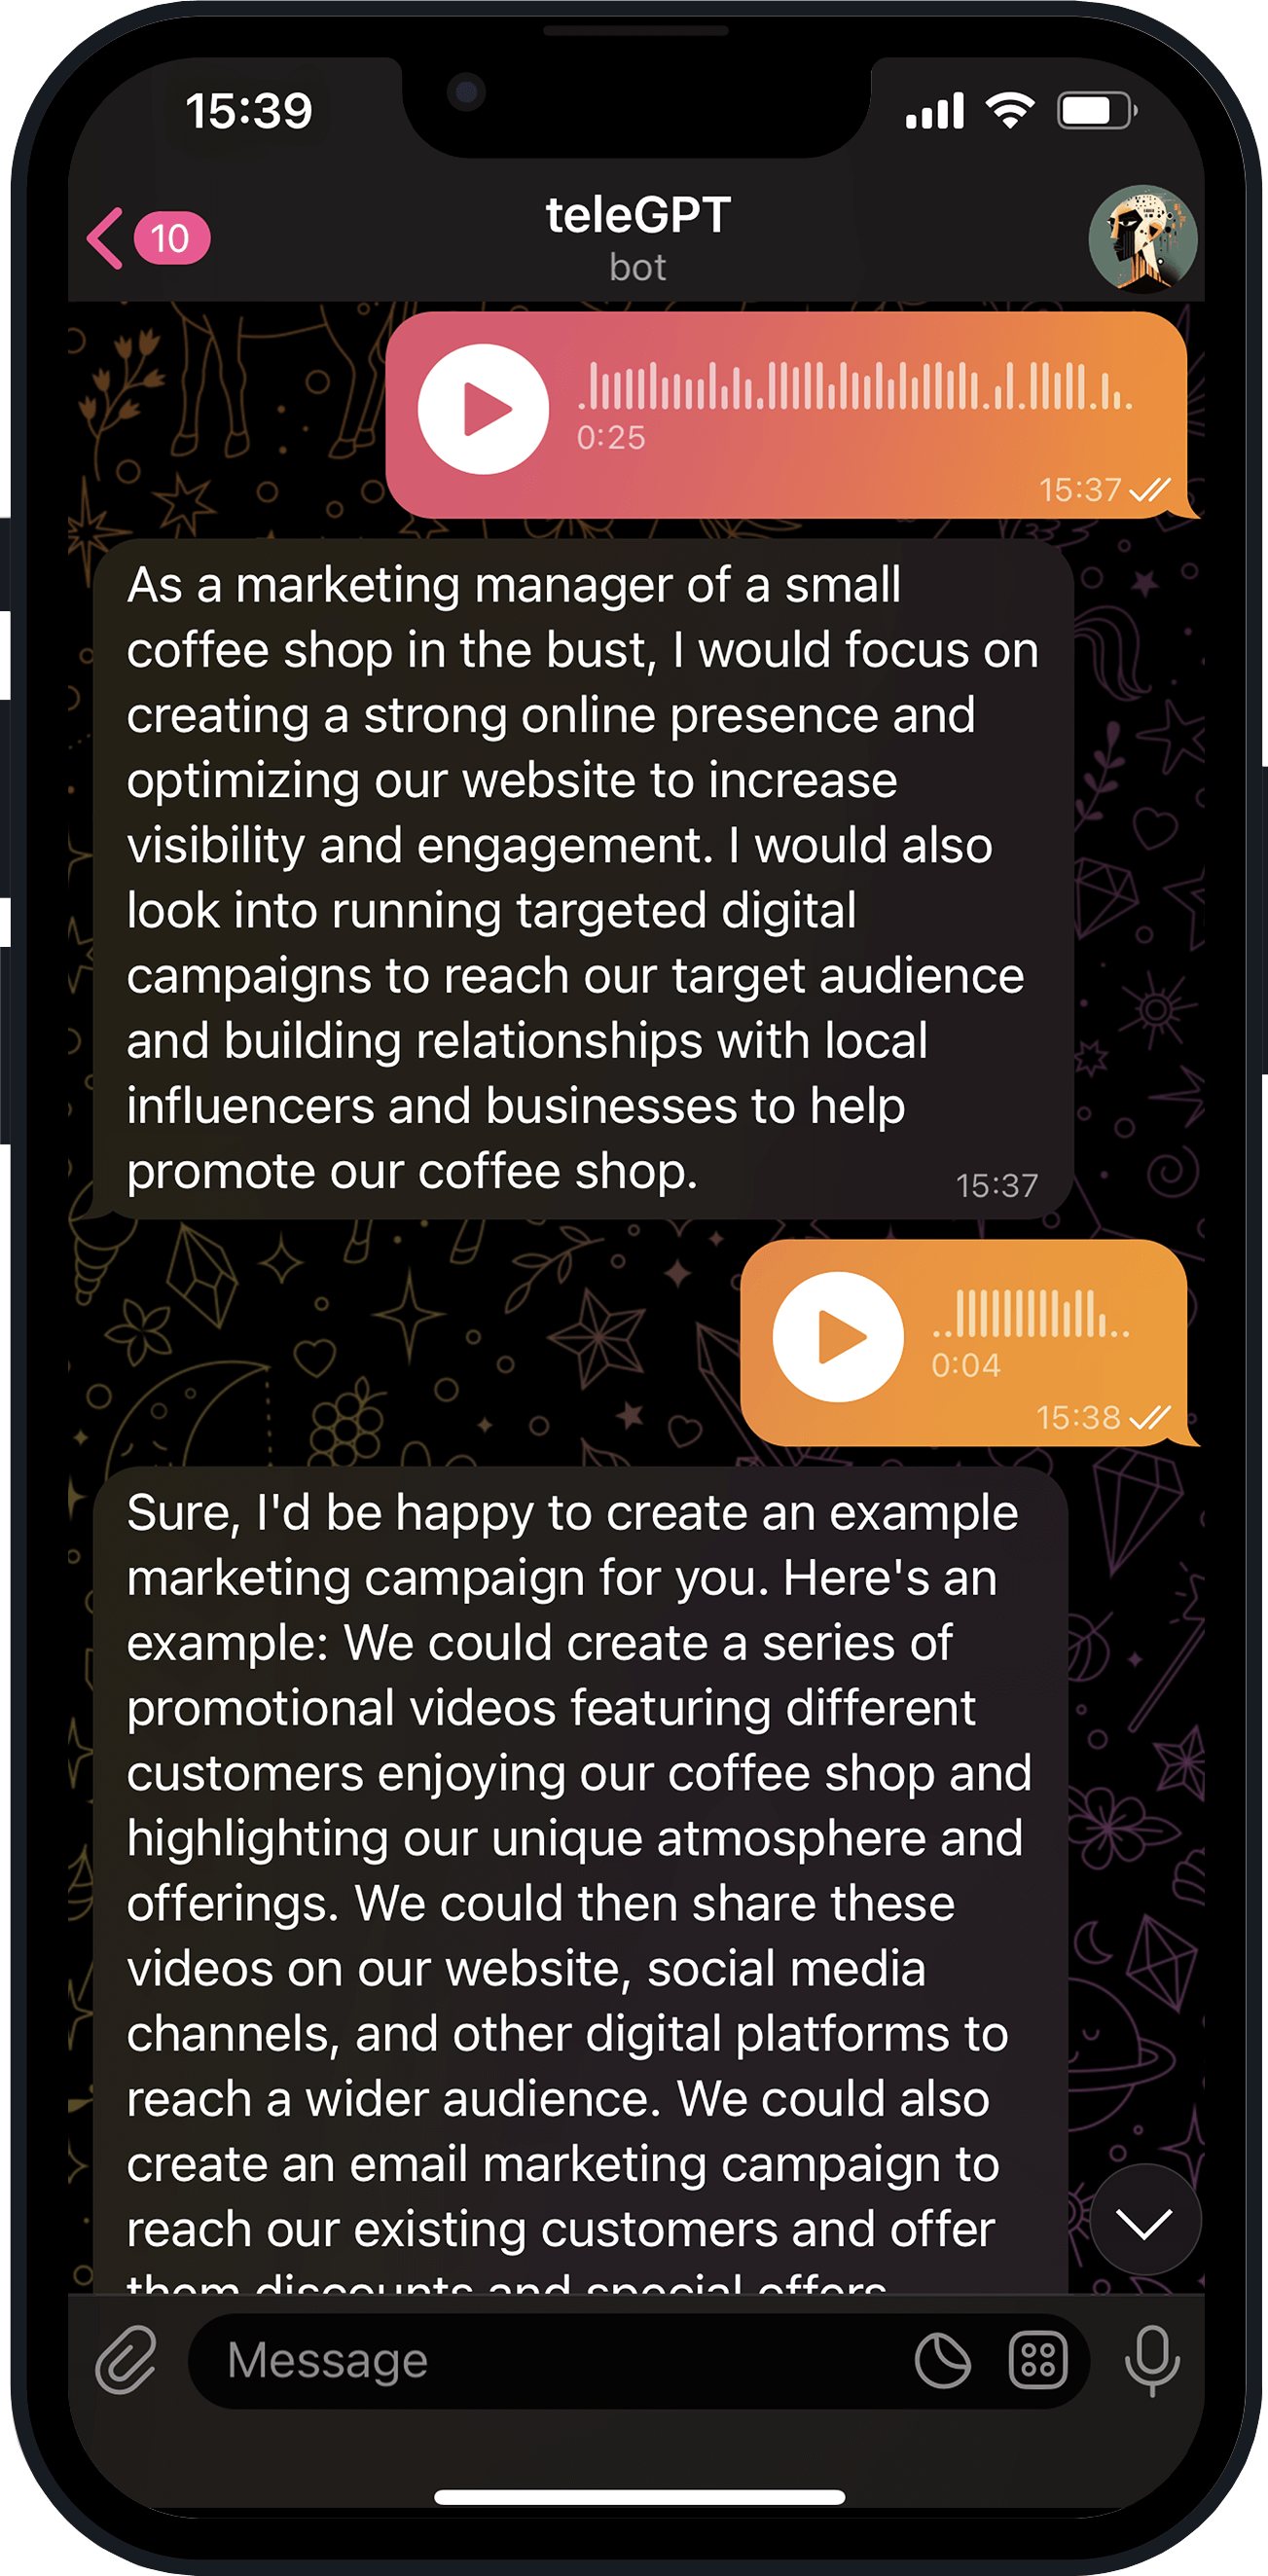 15:39
10
teleGPT
bot
0:25
15:37
As a marketing manager of a small
coffee shop in the bust, I would focus on
creating a strong online presence and
optimizing our website to increase
visibility and engagement. I would also
look into running targeted digital
campaigns to reach our target audience
and building relationships with local
influencers and businesses to help
promote our coffee shop.
15:37
0:04
15:38
Sure, I'd be happy to create an example
marketing campaign for you. Here's an
example: We could create a series of
promotional videos featuring different
customers enjoying our coffee shop and
highlighting our unique atmosphere and
offerings. We could then share these
videos on our website, social media
channels, and other digital platforms to
reach a wider audience. We could also
create an email marketing campaign to
reach our existing customers and offer
them discounts and special offers
Message